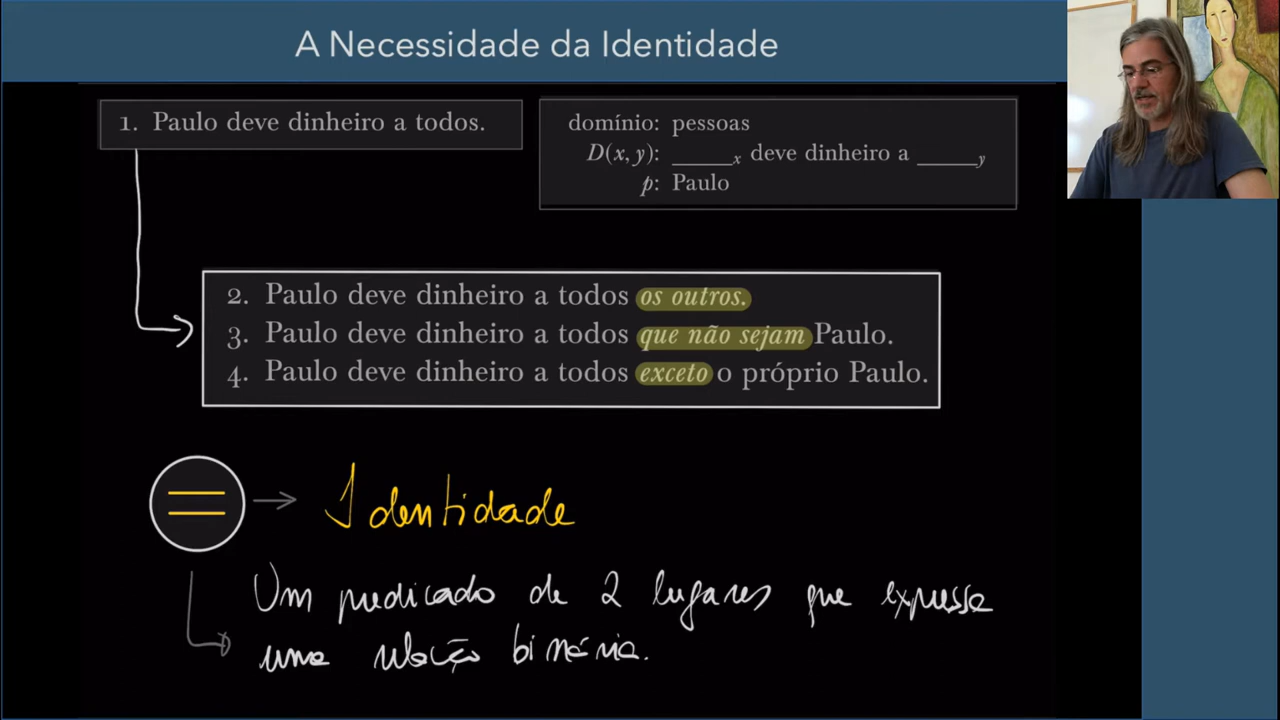 A Necessidade da Identidade
1. Paulo deve dinheiro a todos.
domínio: pessoas
D(x, y): _____x deve dinheiro a _____y
p: Paulo
2. Paulo deve dinheiro a todos os outros.
3. Paulo deve dinheiro a todos que não sejam Paulo.
4. Paulo deve dinheiro a todos exceto o próprio Paulo.
= → Identidade
Um predicado de 2 lugares que expressa
uma relação binária.